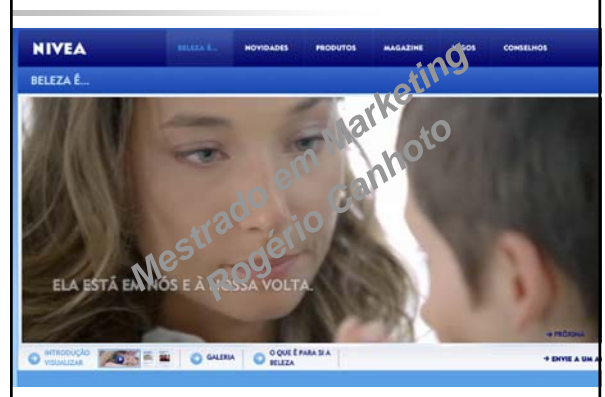 NIVEA
BELEZA É... NOVIDADES PRODUTOS MAGAZINE JOGOS CONSELHOS
BELEZA É...
Mestrado em Marketing
Rogério Canhoto
ELA ESTÁ EM NÓS E À NOSSA VOLTA.
PRÓXIMA
INTRODUÇÃO
VISUALIZAR
GALERIA
O QUE É PARA SI A
BELEZA
ENVIE A UM